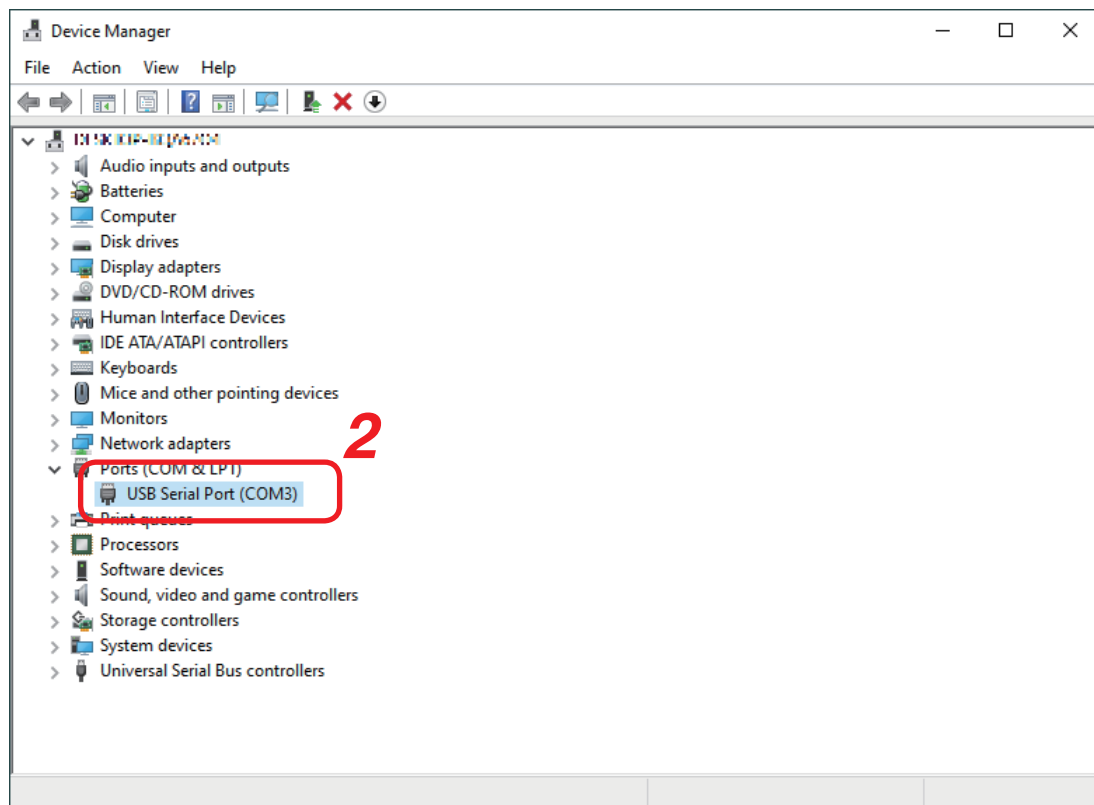 Device Manager
File Action View Help
Audio inputs and outputs
Batteries
Computer
Disk drives
Display adapters
DVD/CD-ROM drives
Human Interface Devices
IDE ATA/ATAPI controllers
Keyboards
Mice and other pointing devices
Monitors
Network adapters
2
Ports (COM & LPT)
USB Serial Port (COM3)
Print queues
Processors
Software devices
Sound, video and game controllers
Storage controllers
System devices
Universal Serial Bus controllers